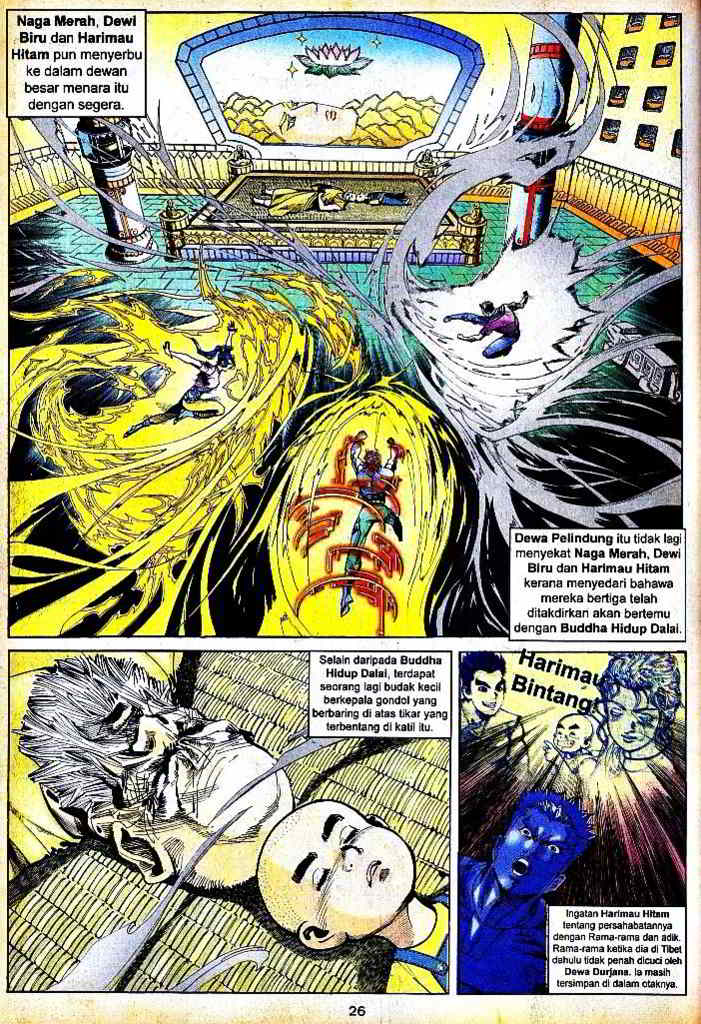 Naga Merah, Dewi
Biru dan Harimau
Hitam pun menyerbu
ke dalam dewan
besar menara itu
dengan segera.
Dewa Pelindung itu tidak lagi
menyekat Naga Merah, Dewi
Biru dan Harimau Hitam
kerana menyedari bahawa
mereka bertiga telah
ditakdirkan akan bertemu
dengan Buddha Hidup Dalai.
Selain daripada Buddha
Hidup Dalai, terdapat
seorang lagi budak kecil
berkepala gondol yang
berbaring di atas tikar yang
terbentang di katil itu.
Harimau
Bintang!
Ingatan Harimau Hitam
tentang persahabatannya
dengan Rama-rama dan adik.
Rama-rama ketika dia di Tibet
dahulu tidak penah dicuci oleh
Dewa Durjana. Ia masih
tersimpan di dalam otaknya.
26